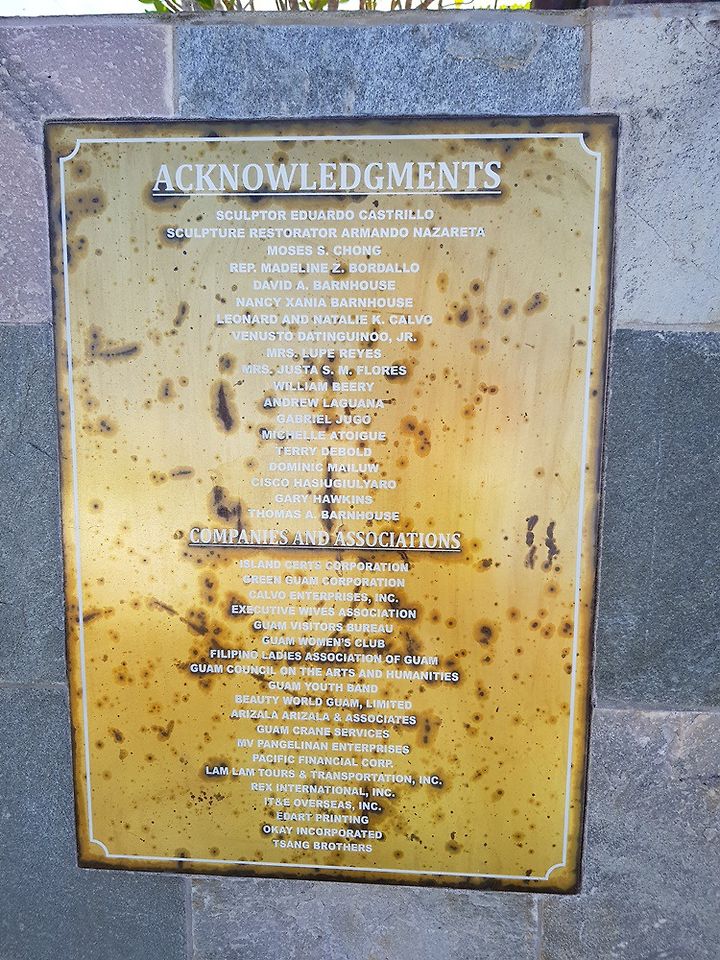 ACKNOWLEDGMENTS
SCULPTOR EDUARDO CASTRILLO
SCULPTURE RESTORATOR ARMANDO NAZARETA
MOSES S. CHONG
REP. MADELINE Z. BORDALLO
DAVID A. BARNHOUSE
NANCY XANIA BARNHOUSE
LEONARD AND NATALIE K. CALVO
VENUSTO DATINGUINOO, JR.
MRS. LUPE REYES
MRS. JUSTA S. M. FLORES
WILLIAM BEERY
ANDREW LAGUANA
GABRIEL JUGO
MICHELLE ATOIGUE
TERRY DEBOLD
DOMINIC MAILUW
CISCO HASIUGIULYARO
GARY HAWKINS
THOMAS A. BARNHOUSE
COMPANIES AND ASSOCIATIONS
ISLAND CERTS CORPORATION
GREEN GUAM CORPORATION
CALVO ENTERPRISES, INC.
EXECUTIVE WIVES ASSOCIATION
GUAM VISITORS BUREAU
GUAM WOMEN'S CLUB
FILIPINO LADIES ASSOCIATION OF GUAM
GUAM COUNCIL ON THE ARTS AND HUMANITIES
GUAM YOUTH BAND
BEAUTY WORLD GUAM, LIMITED
ARIZALA ARIZALA & ASSOCIATES
GUAM CRANE SERVICES
MV PANGELINAN ENTERPRISES
PACIFIC FINANCIAL CORP.
LAM LAM TOURS & TRANSPORTATION, INC.
REX INTERNATIONAL, INC.
IT&E OVERSEAS, INC.
EDART PRINTING
OKAY INCORPORATED
TSANG BROTHERS